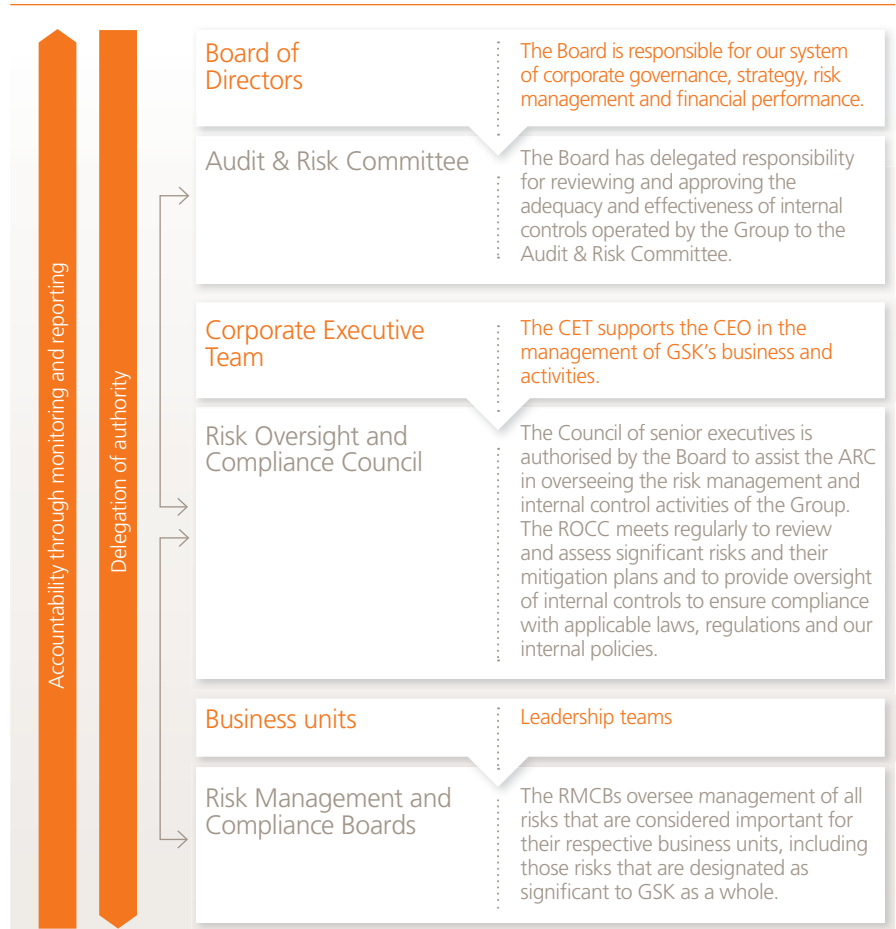 Accountability through monitoring and reporting
Delegation of authority
Board of
Directors
The Board is responsible for our system
of corporate governance, strategy, risk
management and financial performance.
Audit & Risk Committee
The Board has delegated responsibility
for reviewing and approving the
adequacy and effectiveness of internal
controls operated by the Group to the
Audit & Risk Committee.
Corporate Executive
Team
The CET supports the CEO in the
management of GSK’s business and
activities.
Risk Oversight and
Compliance Council
The Council of senior executives is
authorised by the Board to assist the ARC
in overseeing the risk management and
internal control activities of the Group.
The ROCC meets regularly to review
and assess significant risks and their
mitigation plans and to provide oversight
of internal controls to ensure compliance
with applicable laws, regulations and our
internal policies.
Business units
Leadership teams
Risk Management and
Compliance Boards
The RMCBs oversee management of all
risks that are considered important for
their respective business units, including
those risks that are designated as
significant to GSK as a whole.